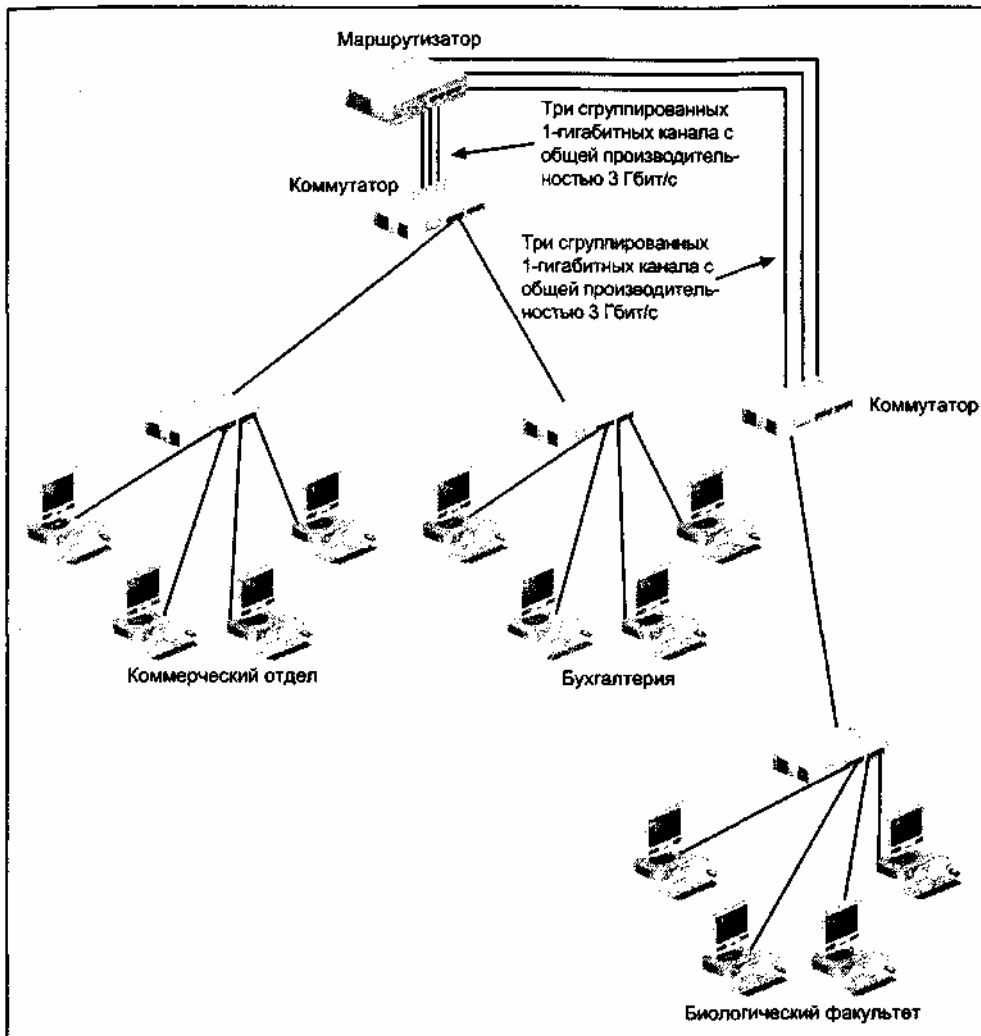 Маршрутизатор
Три сгруппированных
1-гигабитных канала с
общей производитель-
ностью 3 Гбит/с
Коммутатор
Три сгруппированных
1-гигабитных канала с
общей производитель-
ностью 3 Гбит/с
Коммутатор
Коммерческий отдел
Бухгалтерия
Биологический факультет